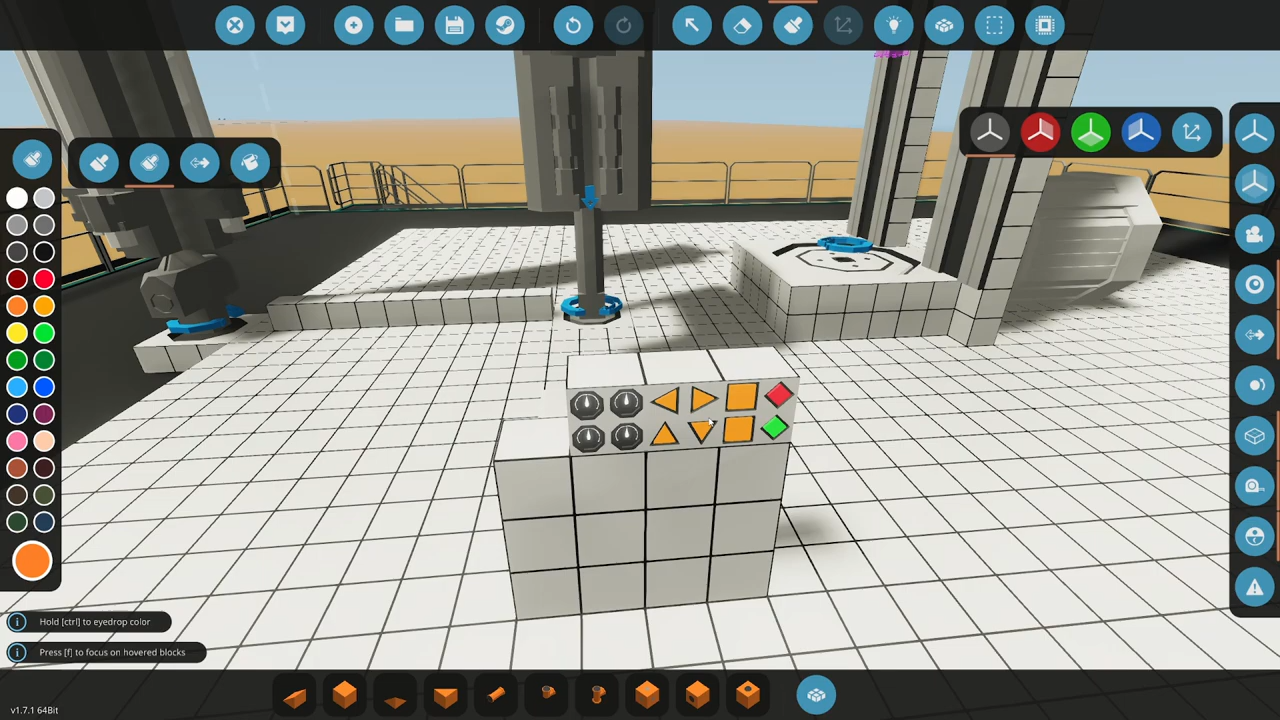 Hold [ctrl] to eyedrop color
Press [f] to focus on hovered blocks
v1.7.1 64Bit